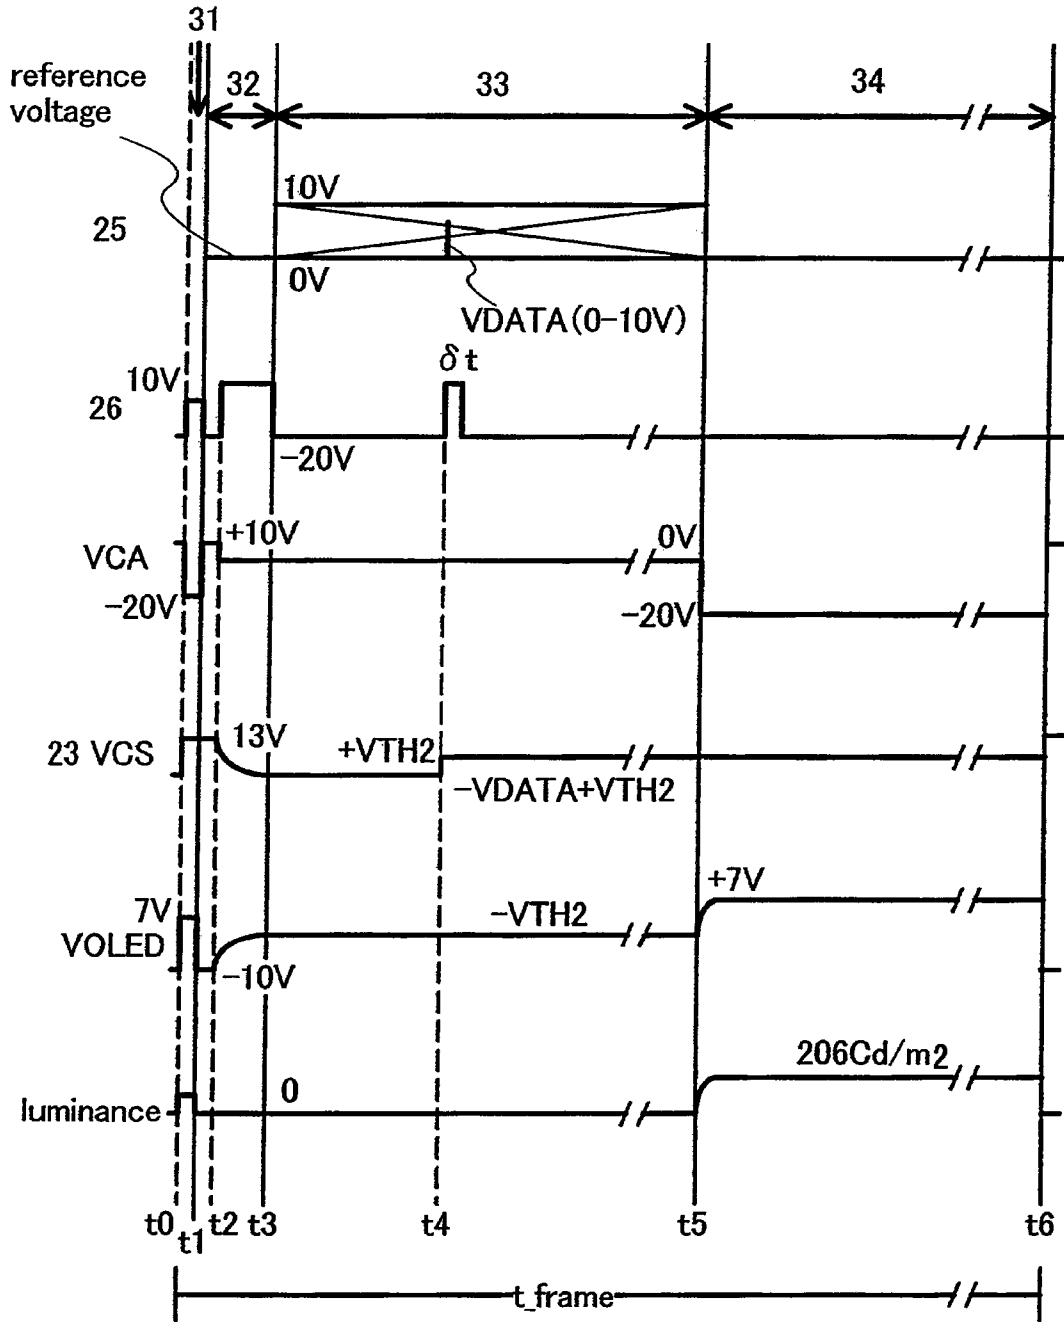 31
reference
voltage
32
33
34
25
10V
0V
VDATA(0-10V)
δt
10V
26
-20V
+10V
0V
VCA
-20V
-20V
13V
+VTH2
23 VCS
-VDATA+VTH2
+7V
7V
-VTH2
VOLED
-10V
206Cd/m2
0
luminance
t0
t1
t2
t3
t4
t5
t6
t_frame